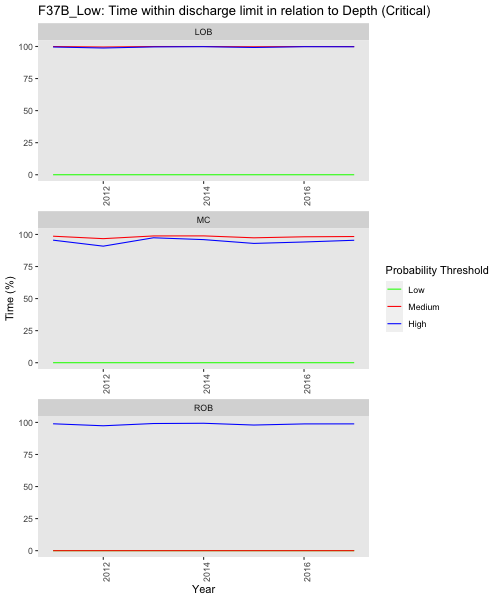 F37B_Low: Time within discharge limit in relation to Depth (Critical)
LOB
100
75
50
25
0
2012
2014
2016
MC
100
75
50
25
0
2012
2014
2016
ROB
100
75
50
25
0
2012
2014
2016
Time (%)
Year
Probability Threshold
Low
Medium
High